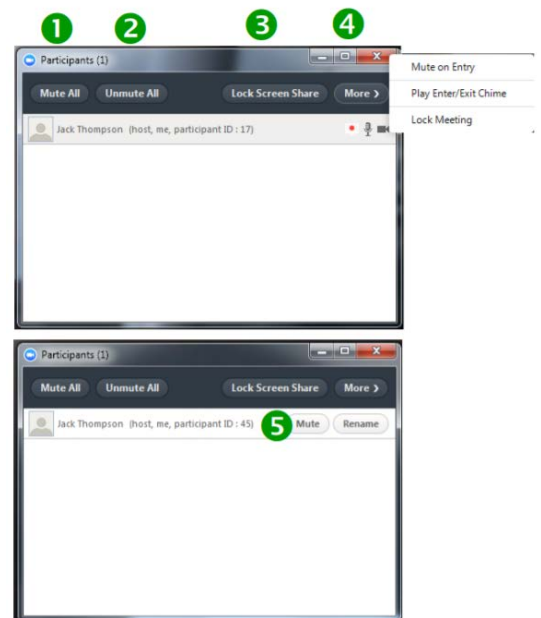 1 2 3 4
Participants (1)
Mute All Unmute All Lock Screen Share More >
Jack Thompson (host, me, participant ID : 17)
Mute on Entry
Play Enter/Exit Chime
Lock Meeting
Participants (1)
Mute All Unmute All Lock Screen Share More >
Jack Thompson (host, me, participant ID : 45) 5 Mute Rename